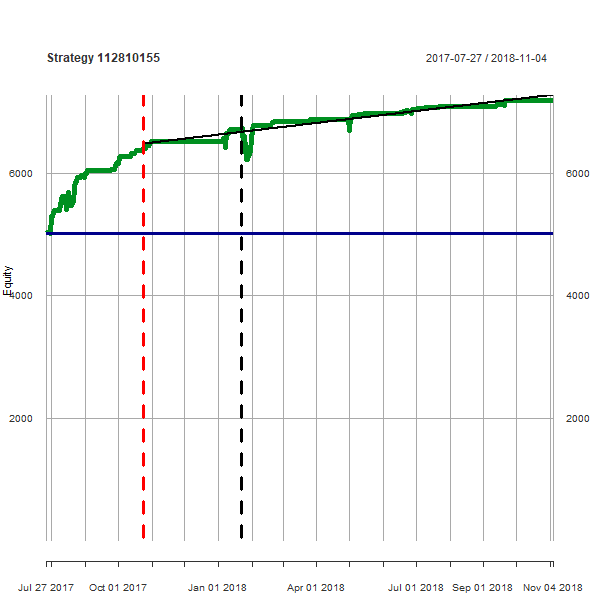 Strategy 112810155
2017-07-27 / 2018-11-04
6000
6000
Equity
4000
4000
2000
2000
Jul 27 2017
Oct 01 2017
Jan 01 2018
Apr 01 2018
Jul 01 2018
Sep 01 2018
Nov 04 2018